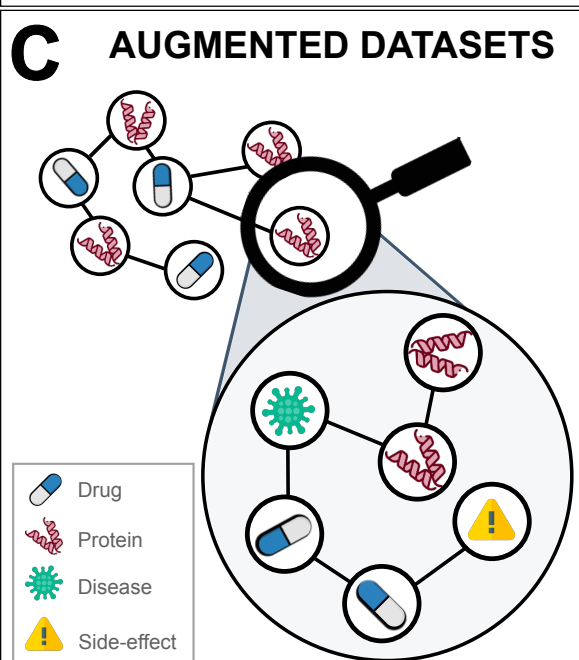 C AUGMENTED DATASETS
Drug
Protein
Disease
Side-effect